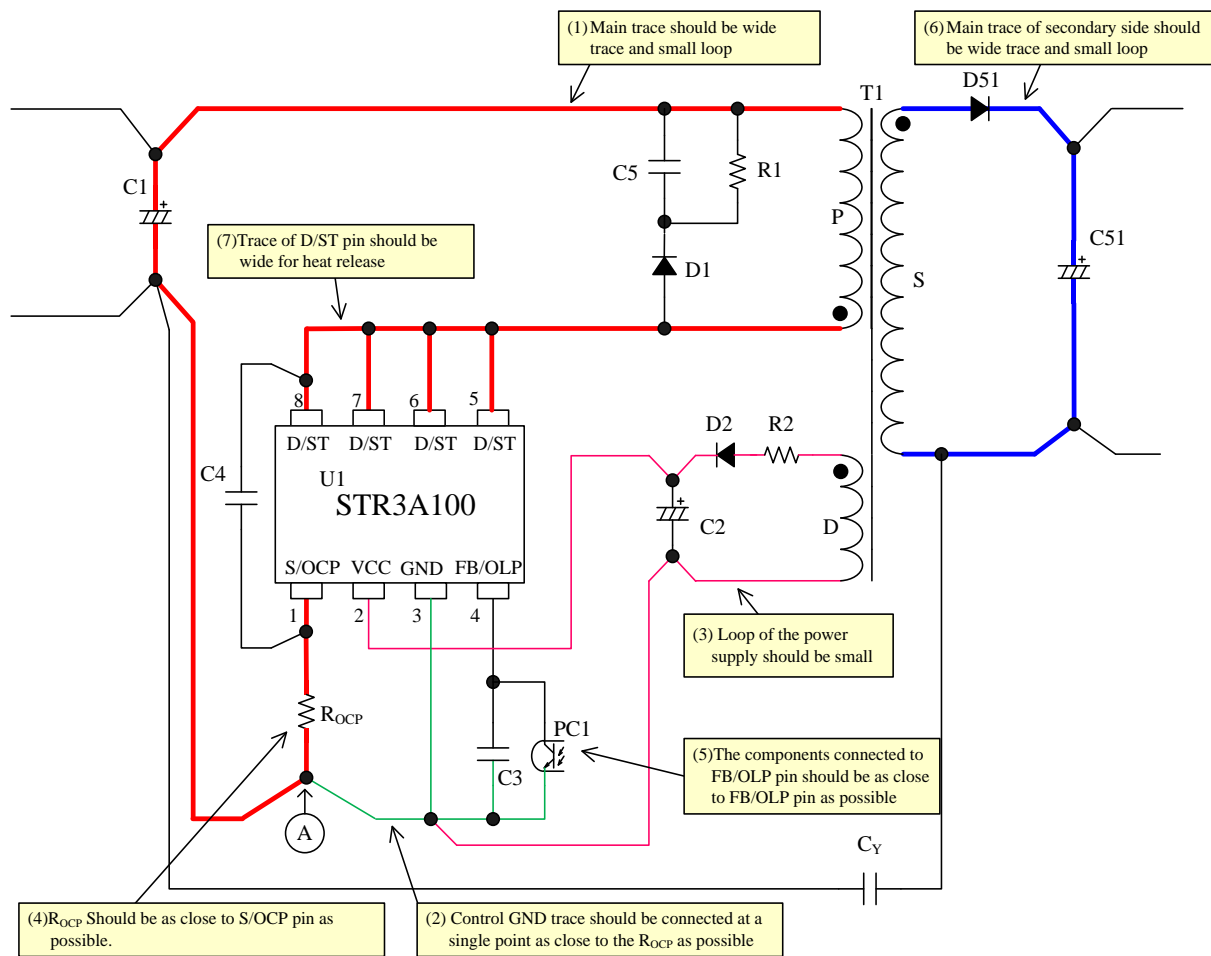 (1) Main trace should be wide
trace and small loop
(6) Main trace of secondary side should
be wide trace and small loop
D51
T1
C1
+
C5
R1
P
S
C51
+
(7)Trace of D/ST pin should be
wide for heat release
D1
8
7
6
5
D/ST
D/ST
D/ST
D/ST
D2
R2
C4
U1
STR3A100
+
C2
D
S/OCP
VCC
GND
FB/OLP
1
2
3
4
(3) Loop of the power
supply should be small
ROCP
PC1
C3
(5)The components connected to
FB/OLP pin should be as close
to FB/OLP pin as possible
A
CY
(4)ROCP Should be as close to S/OCP pin as
possible.
(2) Control GND trace should be connected at a
single point as close to the ROCP as possible